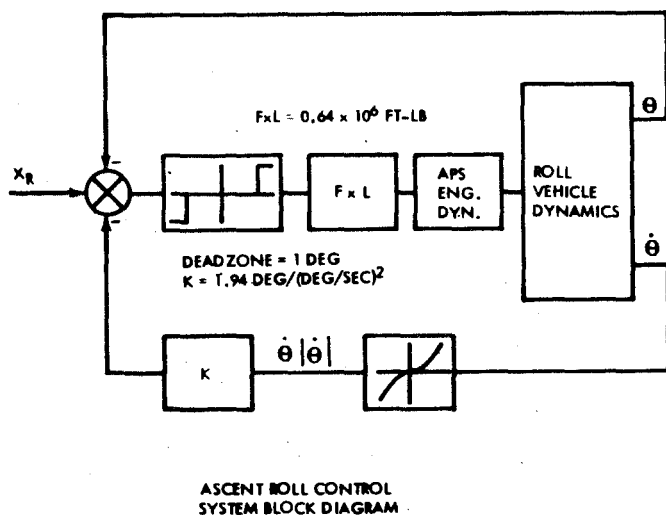 θ
F×L = 0.64 x 10⁶ FT-LB
X_R
-
F x L
APS
ENG.
DYN.
ROLL
VEHICLE
DYNAMICS
DEADZONE = 1 DEG
K = 1.94 DEG/(DEG/SEC)²
θ̇
-
K
θ̇|θ̇|
ASCENT ROLL CONTROL
SYSTEM BLOCK DIAGRAM